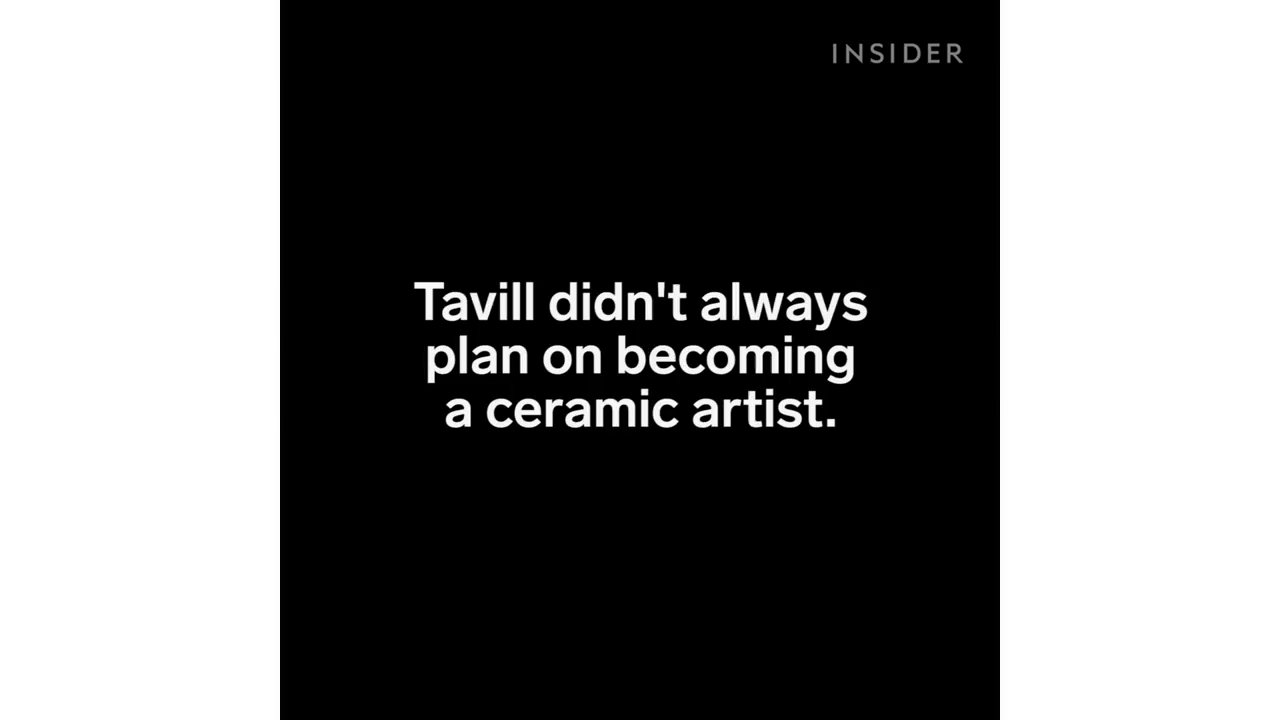 INSIDER
Tavill didn't always
plan on becoming
a ceramic artist.